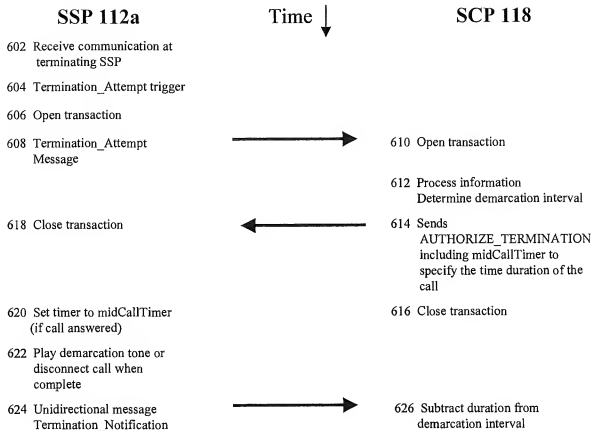 SSP 112a Time SCP 118
602 Receive communication at
terminating SSP
604 Termination_Attempt trigger
606 Open transaction
608 Termination_Attempt
Message
610 Open transaction
612 Process information
Determine demarcation interval
618 Close transaction
614 Sends
AUTHORIZE_TERMINATION
including midCallTimer to
specify the time duration of the
call
620 Set timer to midCallTimer
(if call answered)
616 Close transaction
622 Play demarcation tone or
disconnect call when
complete
624 Unidirectional message
Termination_Notification
626 Subtract duration from
demarcation interval